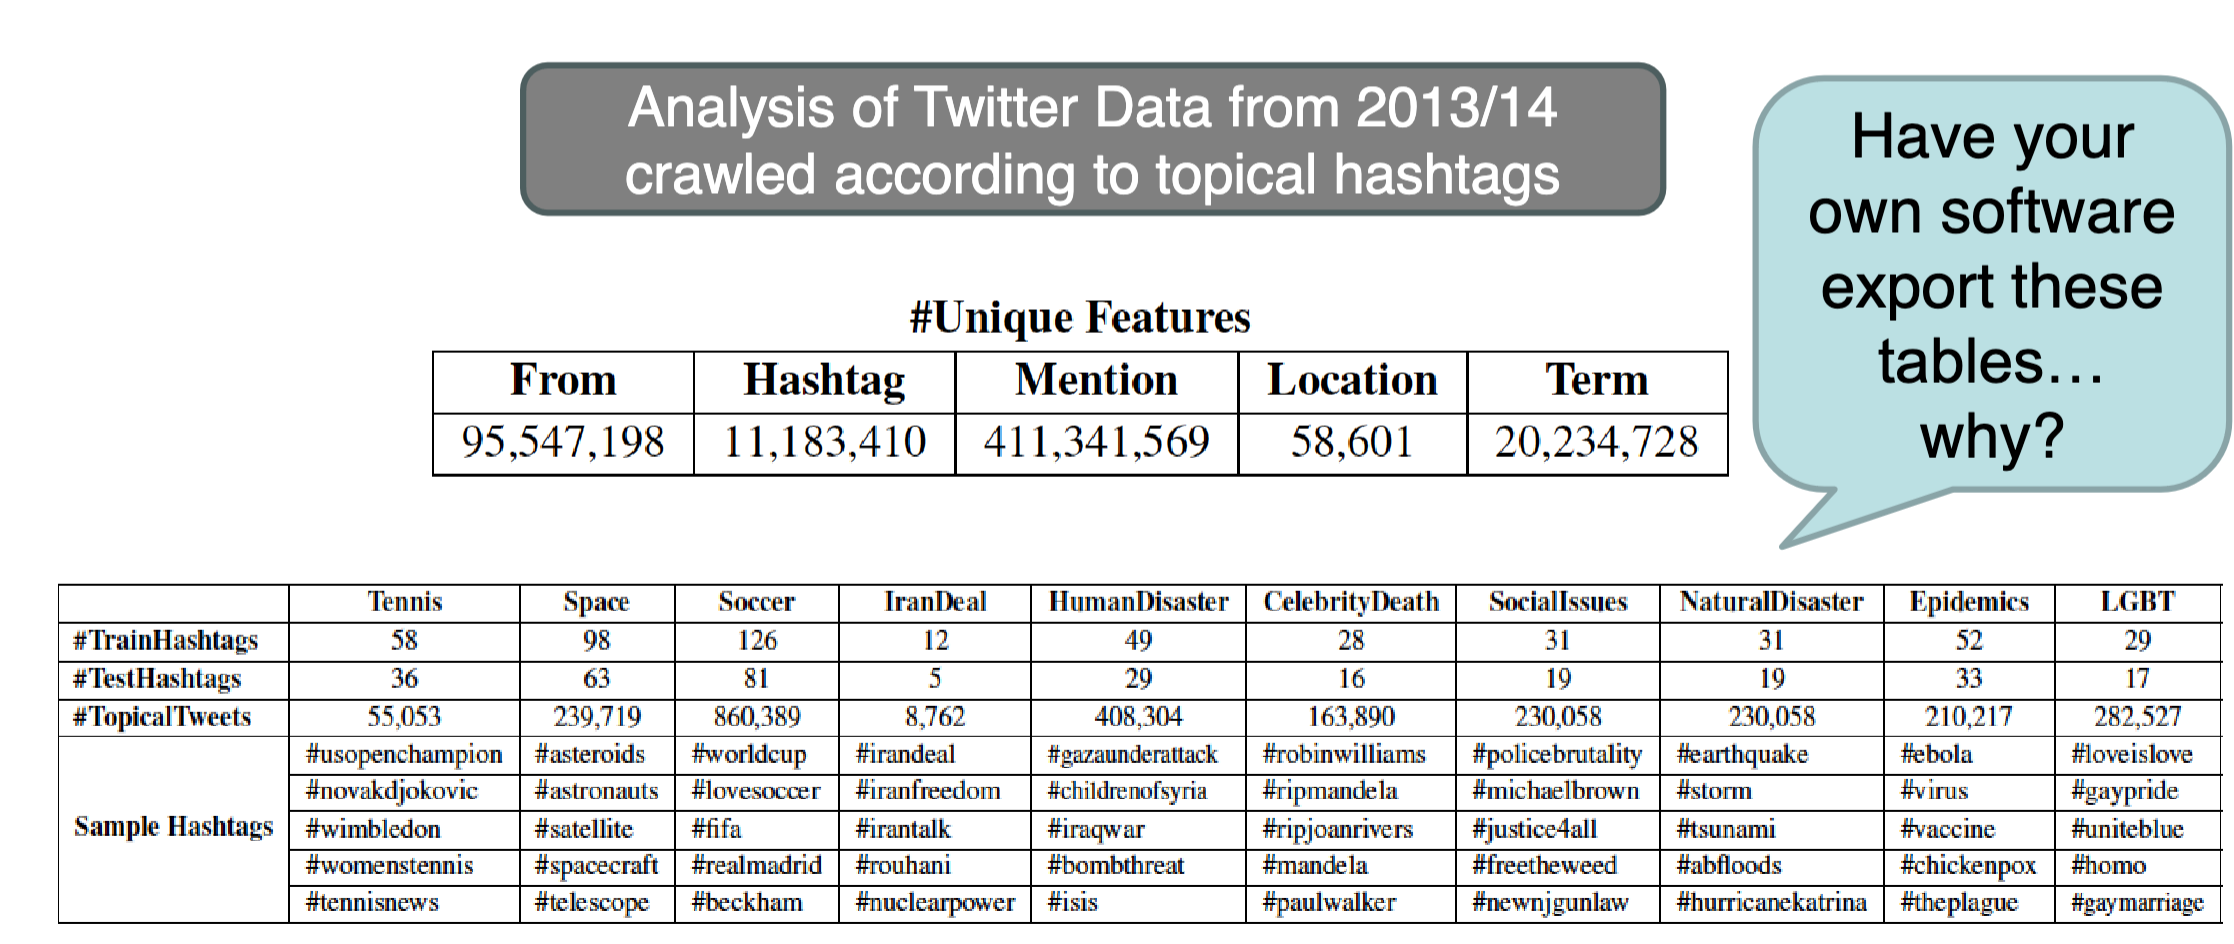 Analysis of Twitter Data from 2013/14
crawled according to topical hashtags
Have your
own software
export these
tables...
why?
#Unique Features
From Hashtag Mention Location Term
95,547,198 11,183,410 411,341,569 58,601 20,234,728
Tennis Space Soccer IranDeal HumanDisaster CelebrityDeath SocialIssues NaturalDisaster Epidemics LGBT
#TrainHashtags 58 98 126 12 49 28 31 31 52 29
#TestHashtags 36 63 81 5 29 16 19 19 33 17
#TopicalTweets 55,053 239,719 860,389 8,762 408,304 163,890 230,058 230,058 210,217 282,527
Sample Hashtags
#usopenchampion #asteroids #worldcup #irandeal #gazaunderattack #robinwilliams #policebrutality #earthquake #ebola #loveislove
#novakdjokovic #astronauts #lovesoccer #iranfreedom #childrenofsyria #ripmandela #michaelbrown #storm #virus #gaypride
#wimbledon #satellite #fifa #irantalk #iraqwar #ripjoanrivers #justice4all #tsunami #vaccine #uniteblue
#womenstennis #spacecraft #realmadrid #rouhani #bombthreat #mandela #freetheweed #abfloods #chickenpox #homo
#tennisnews #telescope #beckham #nuclearpower #isis #paulwalker #newnjgunlaw #hurricanekatrina #theplague #gaymarriage